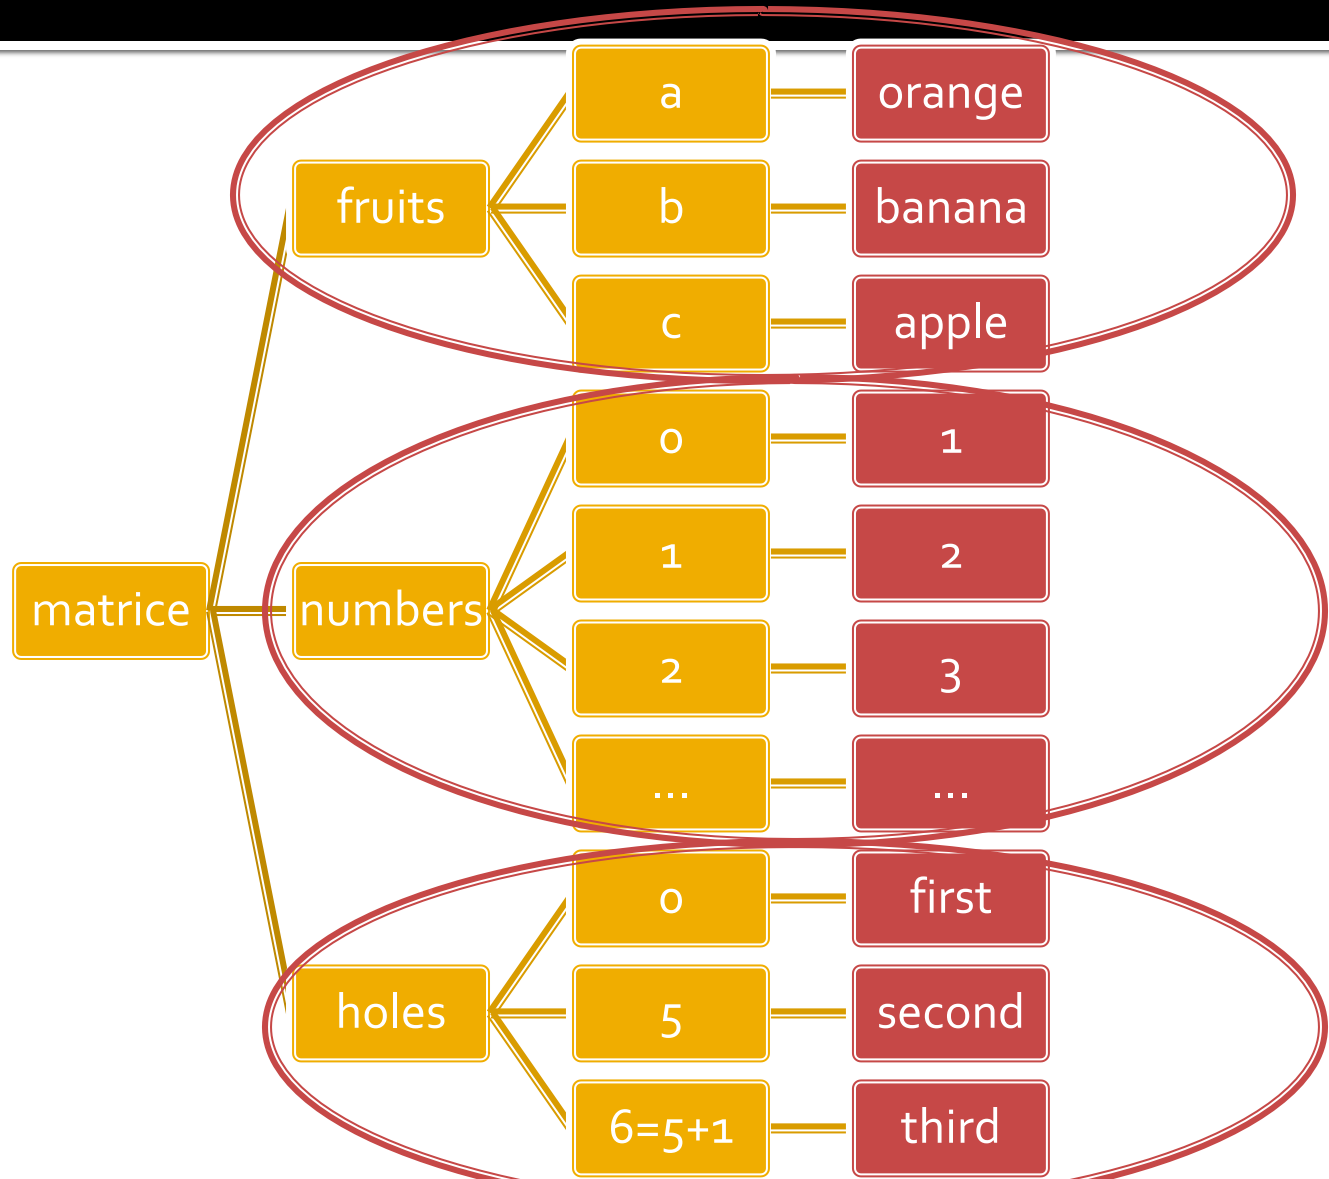 a
orange
fruits
b
banana
c
apple
0
1
1
2
matrice
numbers
2
3
...
...
0
first
holes
5
second
6=5+1
third